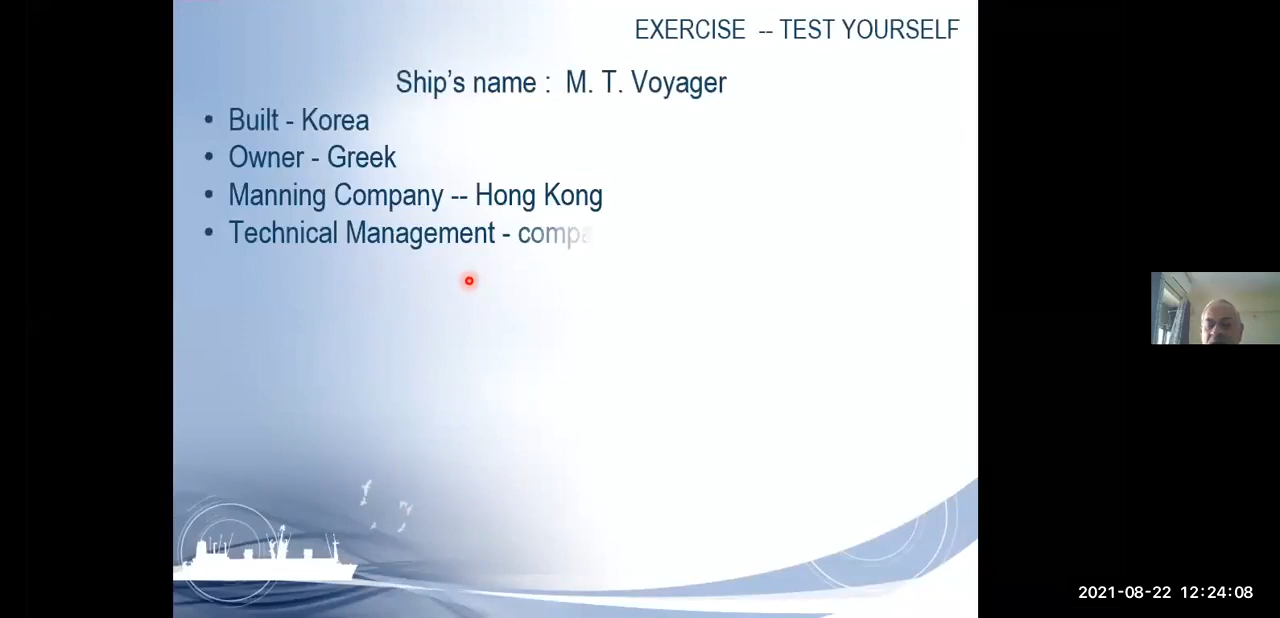 EXERCISE -- TEST YOURSELF
Ship's name : M. T. Voyager
• Built - Korea
• Owner - Greek
• Manning Company -- Hong Kong
• Technical Management -
2021-08-22 12:24:08